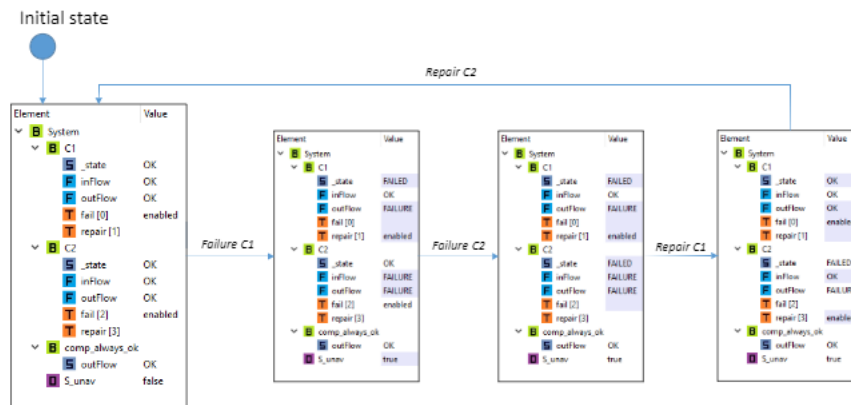 Initial state
Repair C2
Element Value
B System
B C1
S _state OK
F inFlow OK
F outFlow OK
T fail [0] enabled
T repair [1]
B C2
S _state OK
F inFlow OK
F outFlow OK
T fail [2] enabled
T repair [3]
B comp_always_ok
S outFlow OK
O S_unav false
Failure C1
Element Value
B System
B C1
S _state FAILED
F inFlow OK
F outFlow FAILURE
T fail [0]
T repair [1] enabled
B C2
S _state OK
F inFlow FAILURE
F outFlow FAILURE
T fail [2] enabled
T repair [3]
B comp_always_ok
S outFlow OK
O S_unav true
Failure C2
Element Value
B System
B C1
S _state FAILED
F inFlow OK
F outFlow FAILURE
T fail [0]
T repair [1] enabled
B C2
S _state FAILED
F inFlow FAILURE
F outFlow FAILURE
T fail [2]
T repair [3]
B comp_always_ok
S outFlow OK
O S_unav true
Repair C1
Element Value
B System
B C1
S _state OK
F inFlow OK
F outFlow OK
T fail [0] enable
T repair [1]
B C2
S _state FAILED
F inFlow OK
F outFlow FAILUR
T fail [2]
T repair [3] enable
B comp_always_ok
S outFlow OK
O S_unav true